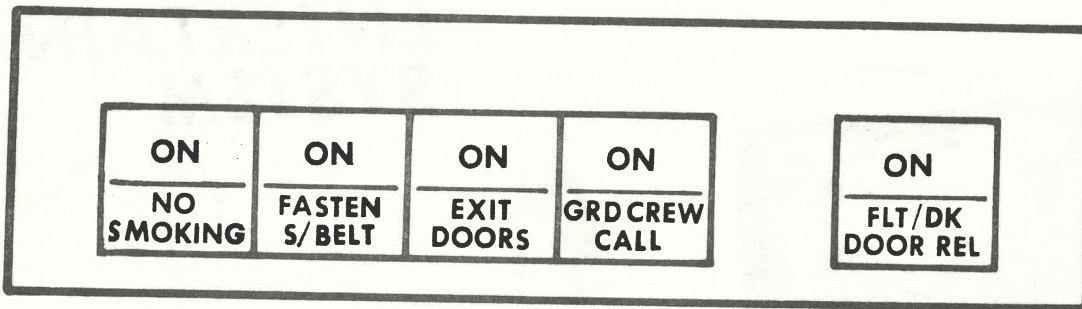 ON
NO
SMOKING
ON
FASTEN
S/BELT
ON
EXIT
DOORS
ON
GRD CREW
CALL
ON
FLT/DK
DOOR REL